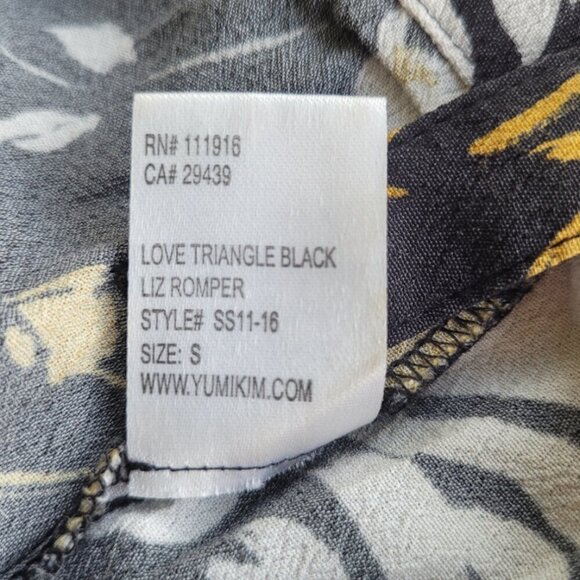 RN# 111916
CA# 29439
LOVE TRIANGLE BLACK
LIZ ROMPER
STYLE# SS11-16
SIZE: S
WWW.YUMIKIM.COM